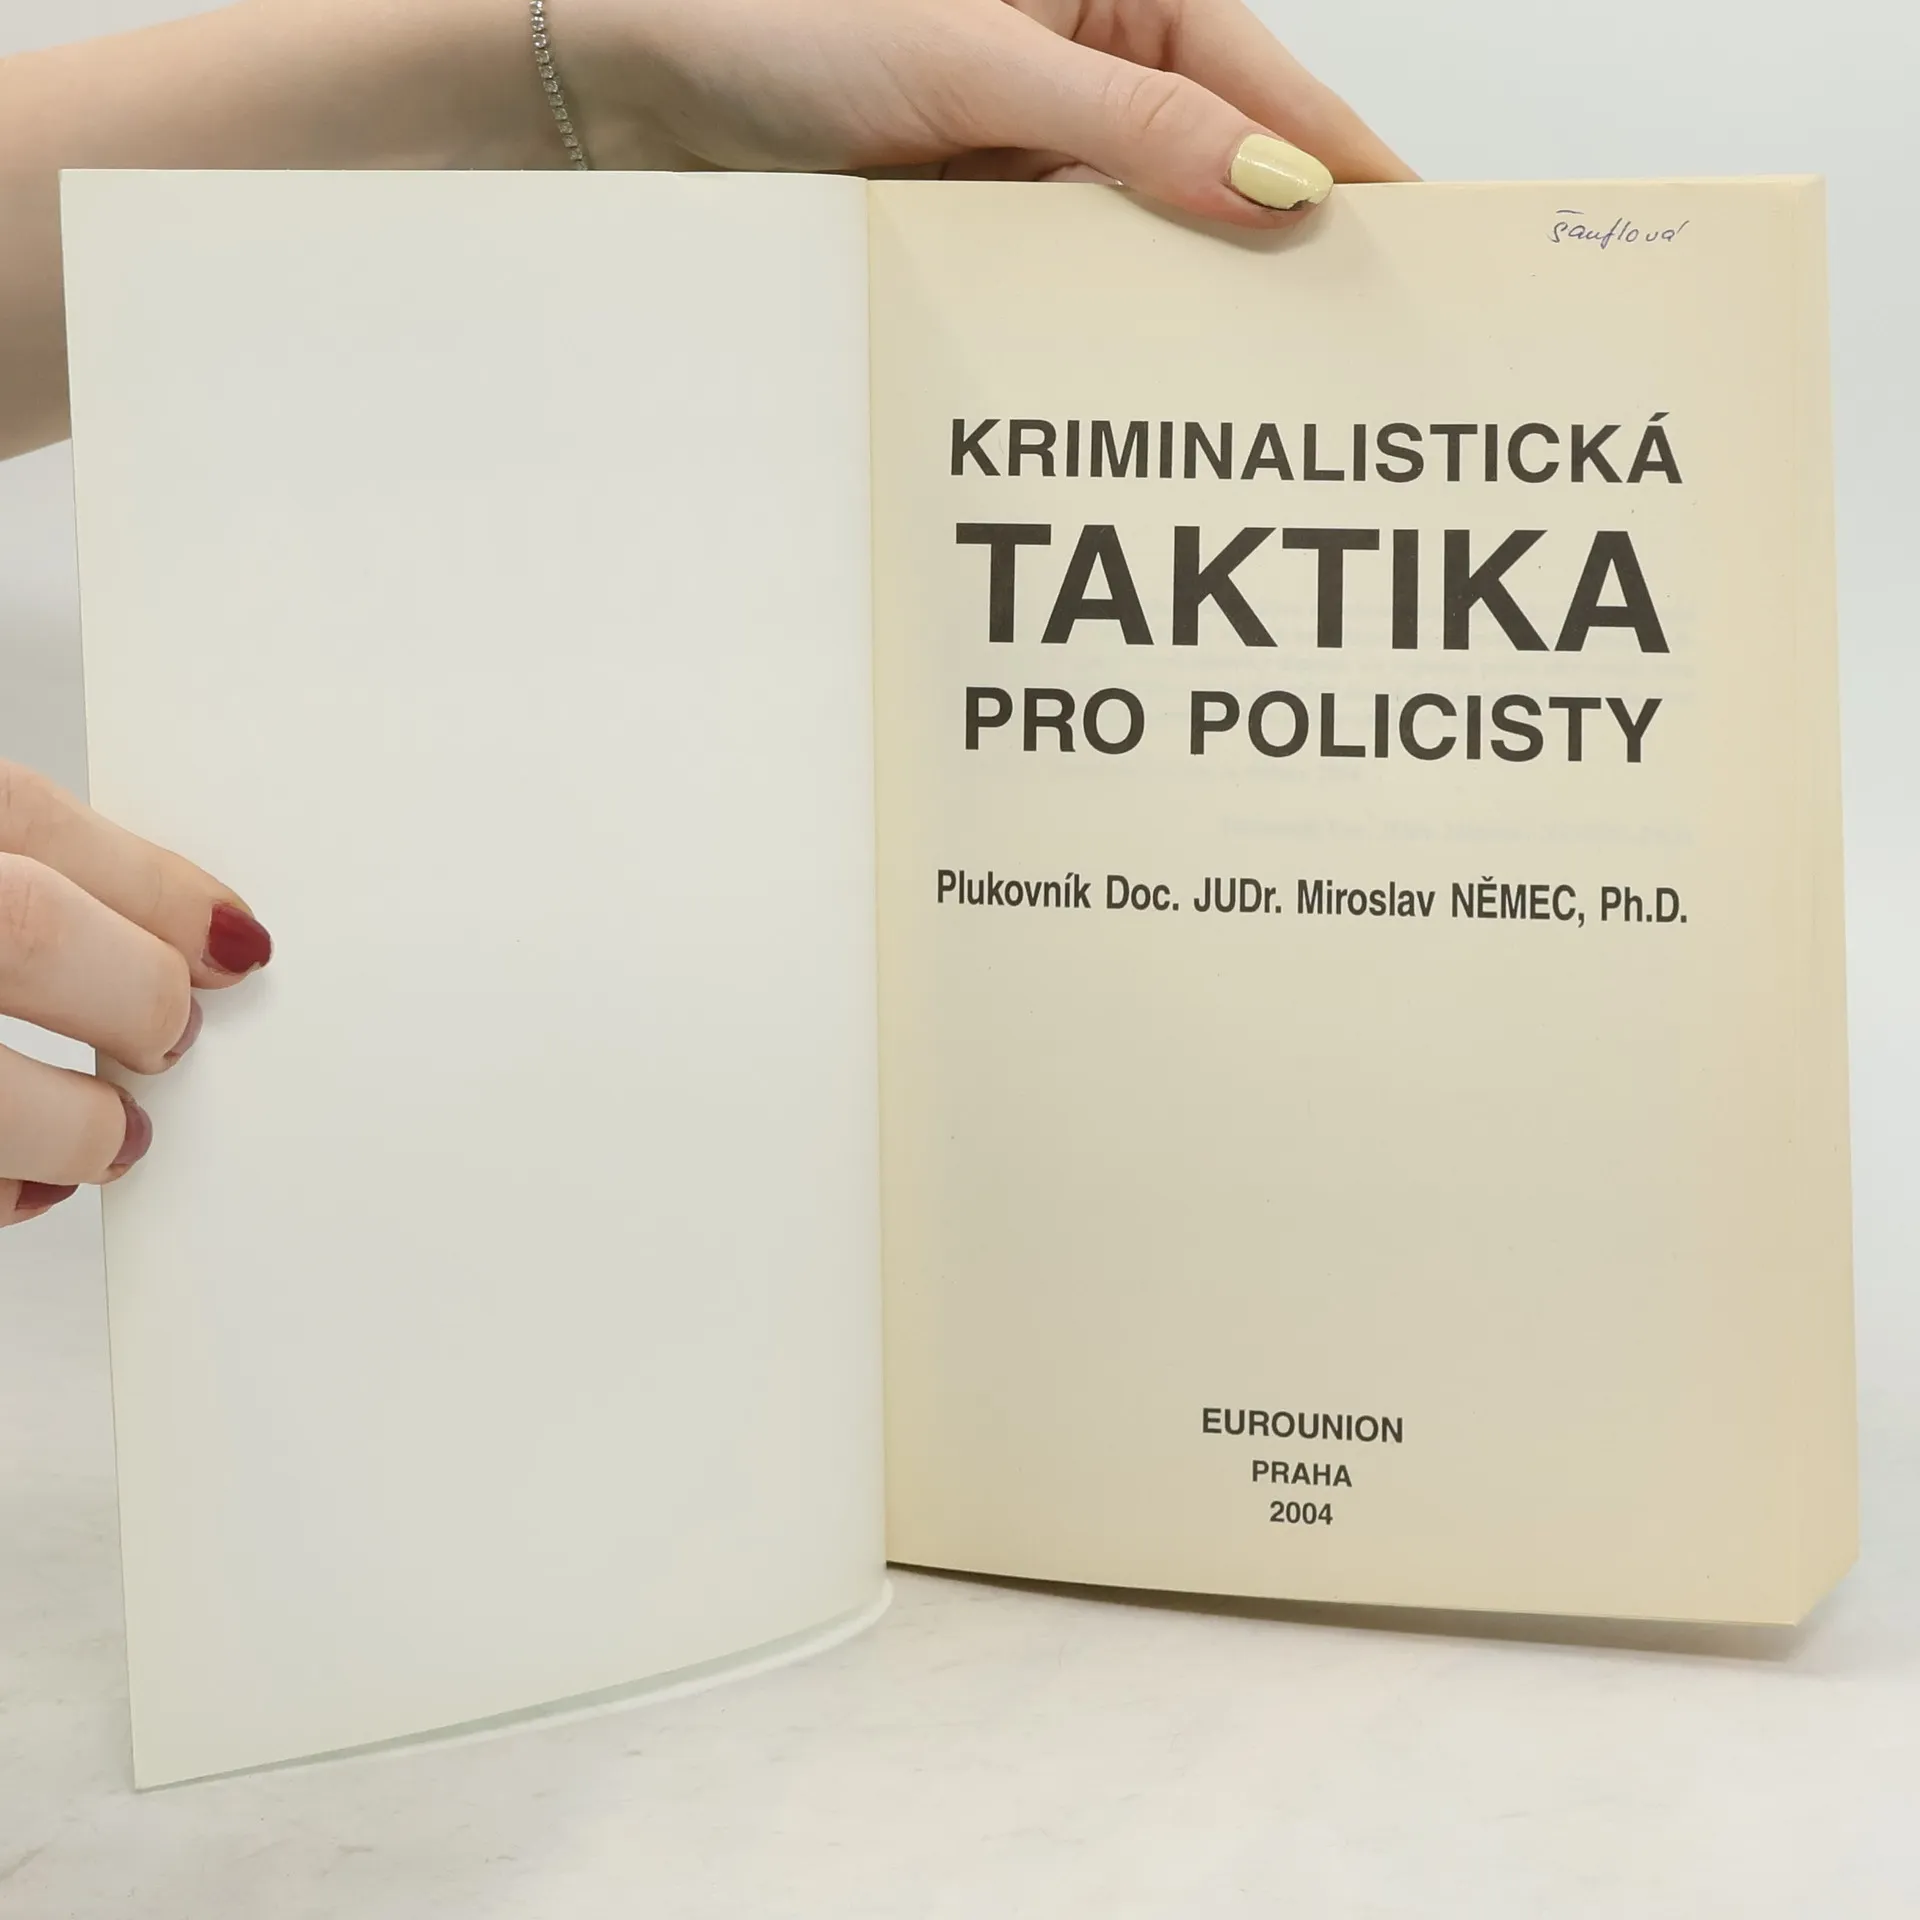 Šauflová
KRIMINALISTICKÁ
TAKTIKA
PRO POLICISTY
Plukovník Doc. JUDr. Miroslav NĚMEC, Ph.D.
EUROUNION
PRAHA
2004